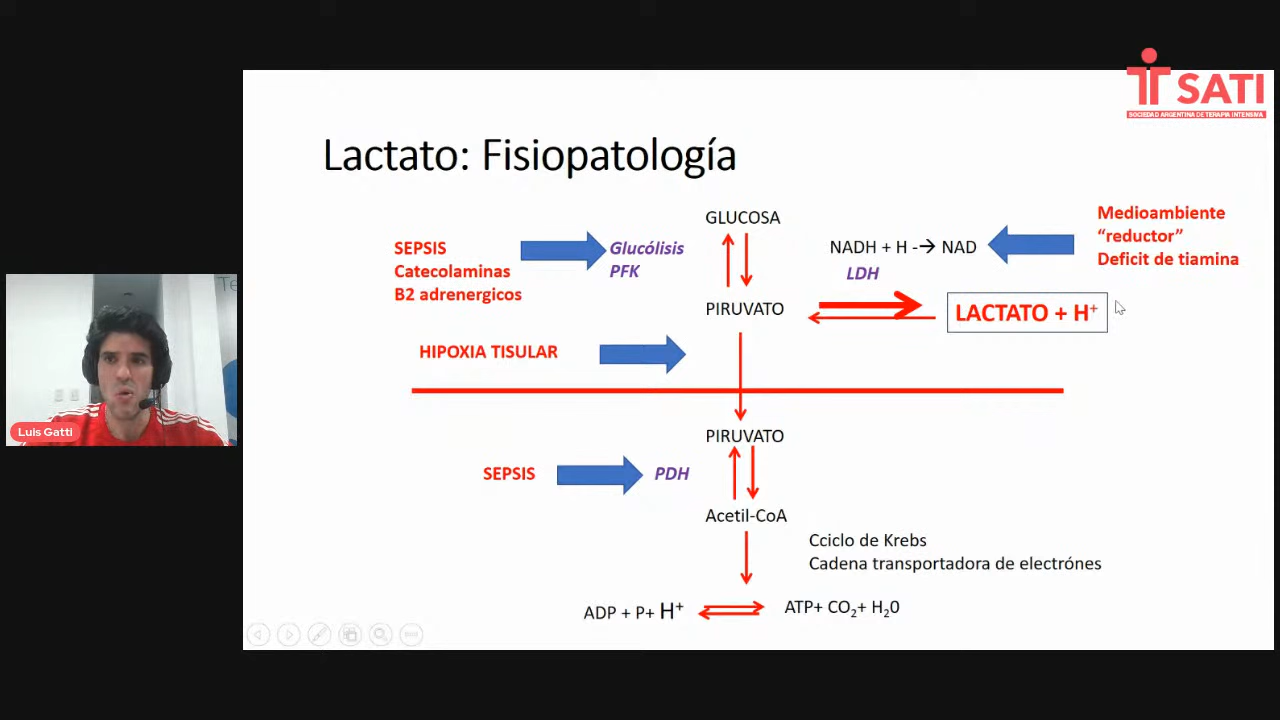 SATI
SOCIEDAD ARGENTINA DE TERAPIA INTENSIVA
Lactato: Fisiopatología
GLUCOSA
SEPSIS
Catecolaminas
B2 adrenergicos
Glucólisis
PFK
NADH + H -→ NAD
LDH
Medioambiente
“reductor”
Deficit de tiamina
PIRUVATO
LACTATO + H⁺
HIPOXIA TISULAR
PIRUVATO
SEPSIS
PDH
Acetil-CoA
Cciclo de Krebs
Cadena transportadora de electrónes
ADP + P+ H⁺
ATP+ CO₂+ H₂0
Luis Gatti